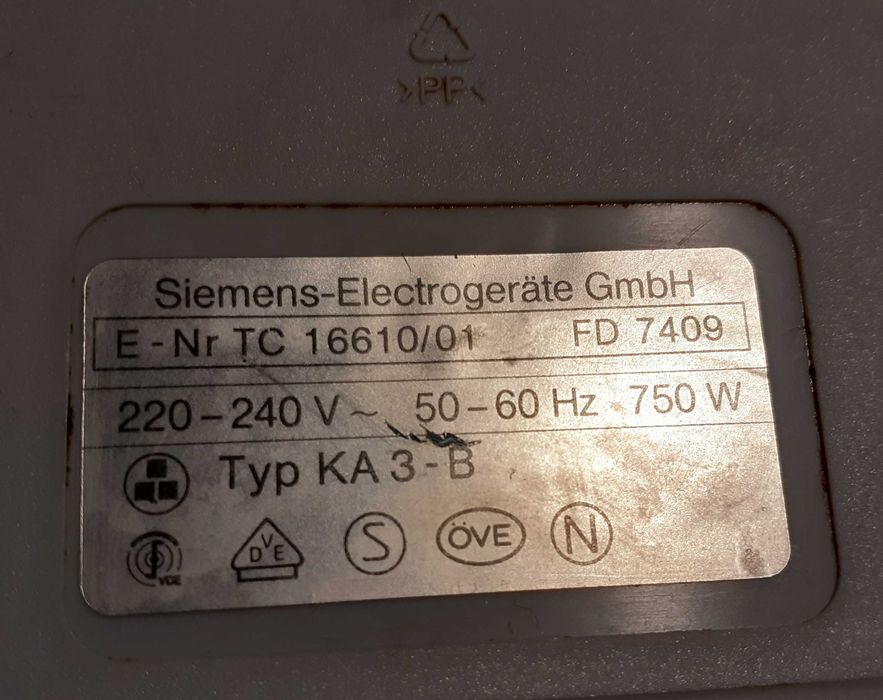 >PP<
Siemens-Electrogeräte GmbH
E-Nr TC 16610/01 FD 7409
220–240 V ~ 50–60 Hz 750 W
Typ KA 3-B
VDE
DVE S ÖVE N